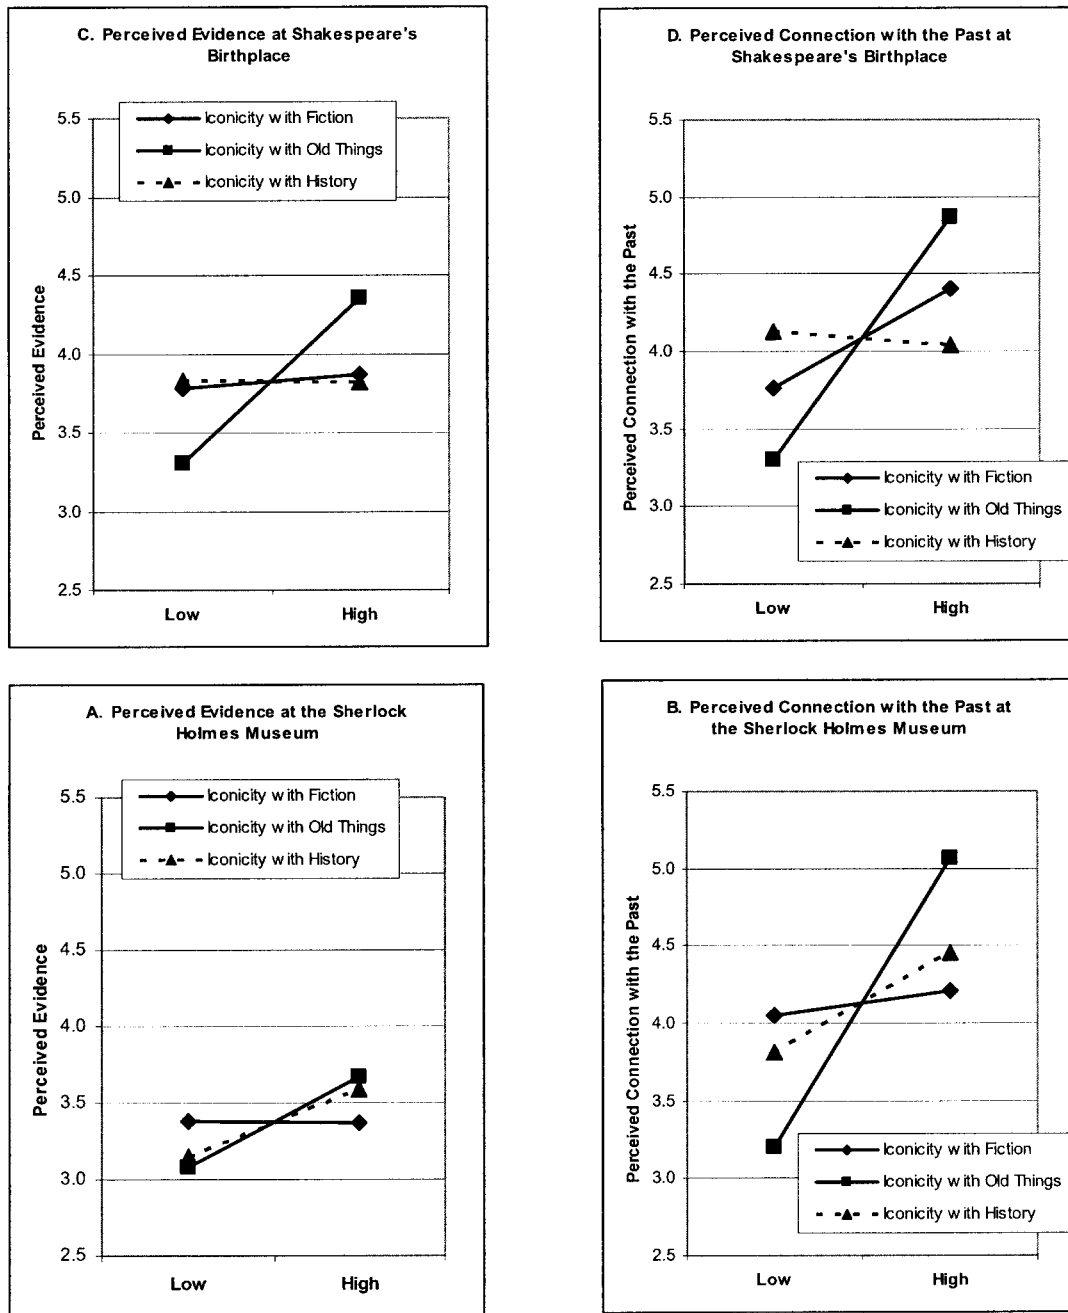 C. Perceived Evidence at Shakespeare's
Birthplace
Iconicity with Fiction
Iconicity with Old Things
Iconicity with History
Perceived Evidence
5.5
5.0
4.5
4.0
3.5
3.0
2.5
Low
High
D. Perceived Connection with the Past at
Shakespeare's Birthplace
Perceived Connection with the Past
5.5
5.0
4.5
4.0
3.5
3.0
2.5
Iconicity with Fiction
Iconicity with Old Things
Iconicity with History
Low
High
A. Perceived Evidence at the Sherlock
Holmes Museum
Iconicity with Fiction
Iconicity with Old Things
Iconicity with History
Perceived Evidence
5.5
5.0
4.5
4.0
3.5
3.0
2.5
Low
High
B. Perceived Connection with the Past at
the Sherlock Holmes Museum
Perceived Connection with the Past
5.5
5.0
4.5
4.0
3.5
3.0
2.5
Iconicity with Fiction
Iconicity with Old Things
Iconicity with History
Low
High